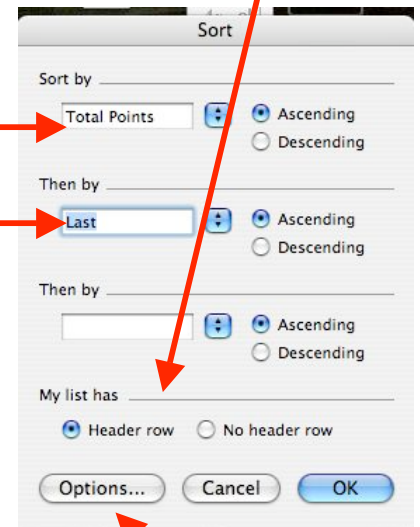 Sort
Sort by
Total Points
Ascending
Descending
Then by
Last
Ascending
Descending
Then by
Ascending
Descending
My list has
Header row No header row
Options... Cancel OK